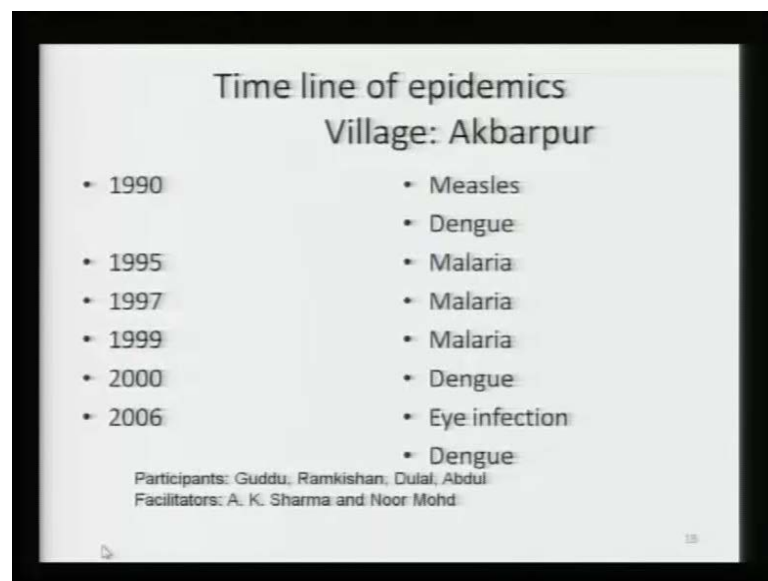 Time line of epidemics
Village: Akbarpur
• 1990 • Measles
• Dengue
• 1995 • Malaria
• 1997 • Malaria
• 1999 • Malaria
• 2000 • Dengue
• 2006 • Eye infection
• Dengue
Participants: Guddu, Ramkishan, Dulal, Abdul
Facilitators: A. K. Sharma and Noor Mohd
18